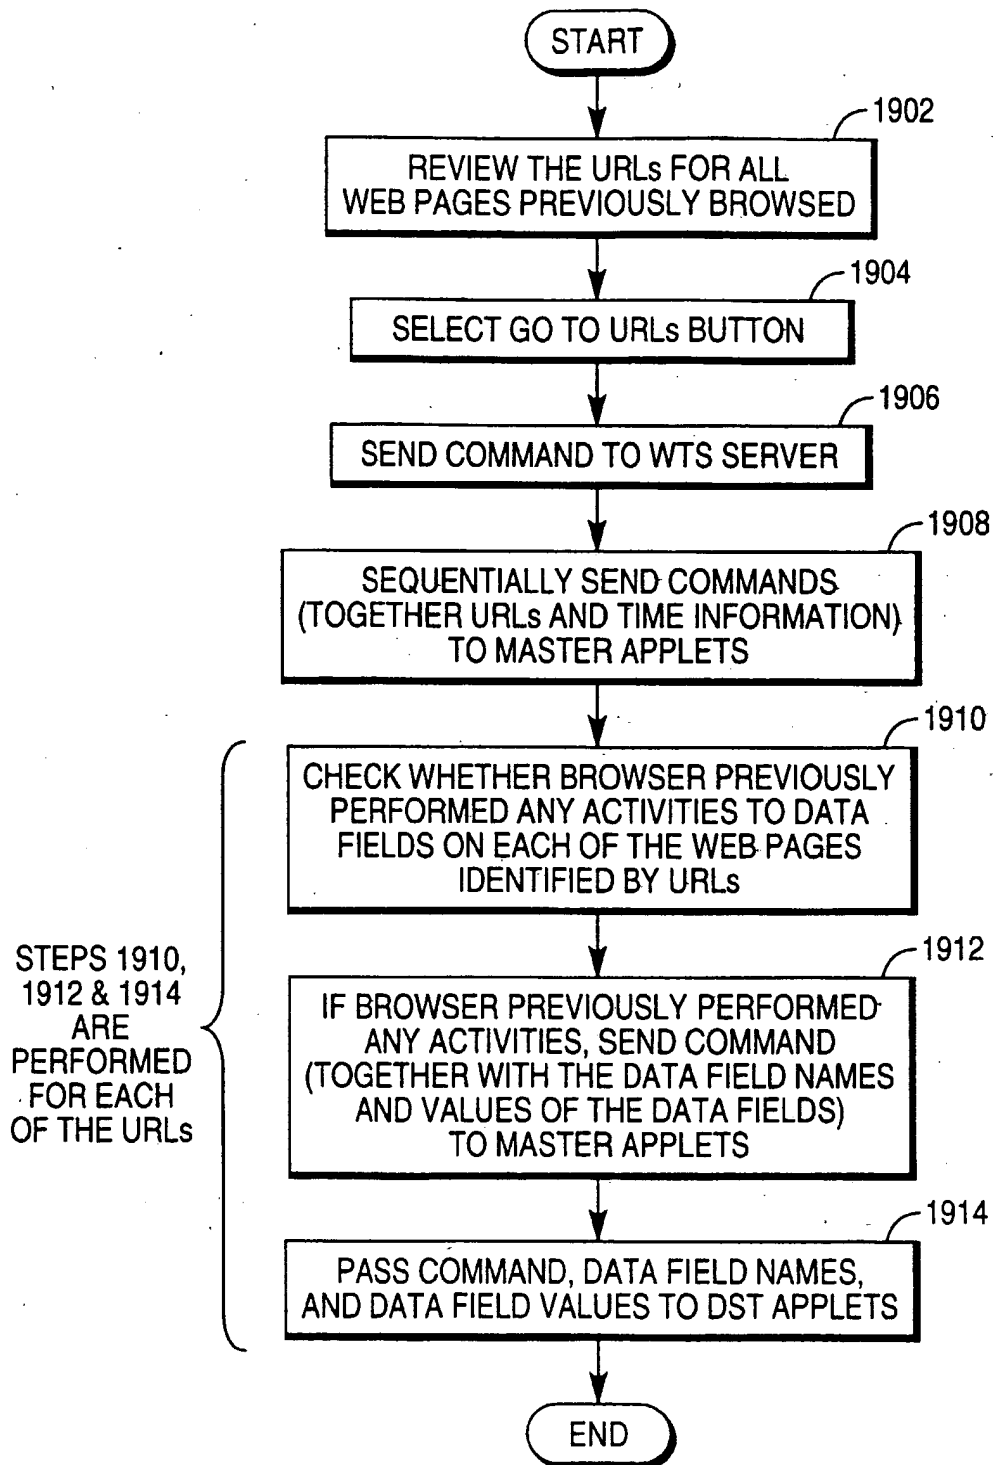 START
1902
REVIEW THE URLs FOR ALL
WEB PAGES PREVIOUSLY BROWSED
1904
SELECT GO TO URLs BUTTON
1906
SEND COMMAND TO WTS SERVER
1908
SEQUENTIALLY SEND COMMANDS
(TOGETHER URLs AND TIME INFORMATION)
TO MASTER APPLETS
1910
CHECK WHETHER BROWSER PREVIOUSLY
PERFORMED ANY ACTIVITIES TO DATA
FIELDS ON EACH OF THE WEB PAGES
IDENTIFIED BY URLs
STEPS 1910,
1912 & 1914
ARE
PERFORMED
FOR EACH
OF THE URLs
1912
IF BROWSER PREVIOUSLY PERFORMED
ANY ACTIVITIES, SEND COMMAND
(TOGETHER WITH THE DATA FIELD NAMES
AND VALUES OF THE DATA FIELDS)
TO MASTER APPLETS
1914
PASS COMMAND, DATA FIELD NAMES,
AND DATA FIELD VALUES TO DST APPLETS
END